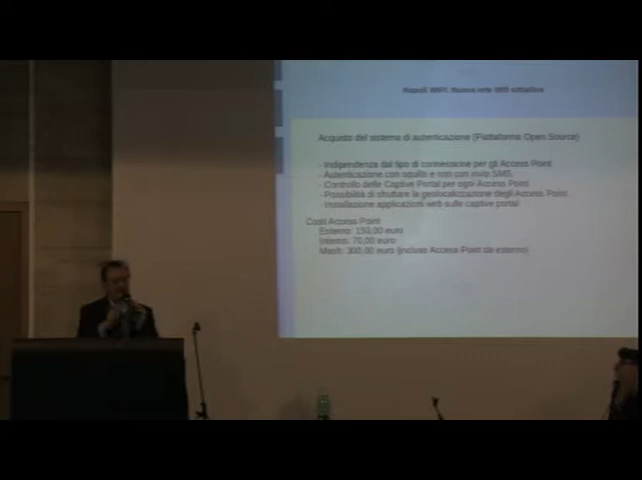 Napoli WiFi: Nuova rete Wifi cittadina
Acquisto del sistema di autenticazione (Piattaforma Open Source)
- Indipendenza dal tipo di connessione per gli Access Point
- Autenticazione con squillo e non con invio SMS.
- Controllo delle Captive Portal per ogni Access Point
- Possibilità di sfruttare la geolocalizzazione degli Access Point
- Installazione applicazioni web sulle captive portal
Costi Access Point
Esterno: 150,00 euro
Interno: 70,00 euro
Mesh: 300,00 euro (incluso Access Point da esterno)